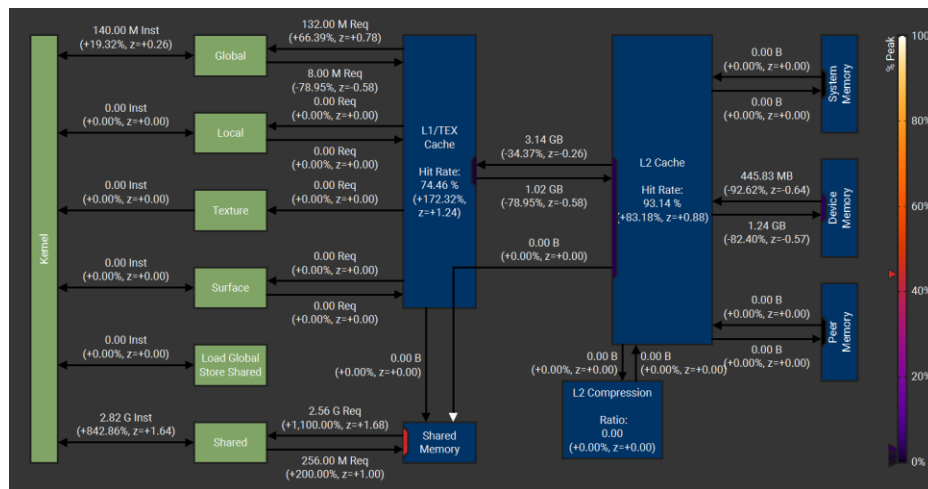 Kernel
140.00 M Inst
(+19.32%, z=+0.26)
Global
132.00 M Req
(+66.39%, z=+0.78)
8.00 M Req
(-78.95%, z=-0.58)
0.00 Inst
(+0.00%, z=+0.00)
Local
0.00 Req
(+0.00%, z=+0.00)
0.00 Req
(+0.00%, z=+0.00)
0.00 Inst
(+0.00%, z=+0.00)
Texture
0.00 Req
(+0.00%, z=+0.00)
0.00 Inst
(+0.00%, z=+0.00)
Surface
0.00 Req
(+0.00%, z=+0.00)
0.00 Req
(+0.00%, z=+0.00)
0.00 Inst
(+0.00%, z=+0.00)
Load Global
Store Shared
2.82 G Inst
(+842.86%, z=+1.64)
Shared
2.56 G Req
(+1,100.00%, z=+1.68)
256.00 M Req
(+200.00%, z=+1.00)
L1/TEX
Cache
Hit Rate:
74.46 %
(+172.32%,
z=+1.24)
0.00 B
(+0.00%, z=+0.00)
Shared
Memory
3.14 GB
(-34.37%, z=-0.26)
1.02 GB
(-78.95%, z=-0.58)
0.00 B
(+0.00%, z=+0.00)
L2 Cache
Hit Rate:
93.14 %
(+83.18%, z=+0.88)
0.00 B
(+0.00%, z=+0.00)
0.00 B
(+0.00%, z=+0.00)
L2 Compression
Ratio:
0.00
(+0.00%, z=+0.00)
0.00 B
(+0.00%, z=+0.00)
0.00 B
(+0.00%, z=+0.00)
System
Memory
445.83 MB
(-92.62%, z=-0.64)
1.24 GB
(-82.40%, z=-0.57)
Device
Memory
0.00 B
(+0.00%, z=+0.00)
0.00 B
(+0.00%, z=+0.00)
Peer
Memory
% Peak
100%
80%
60%
40%
20%
0%